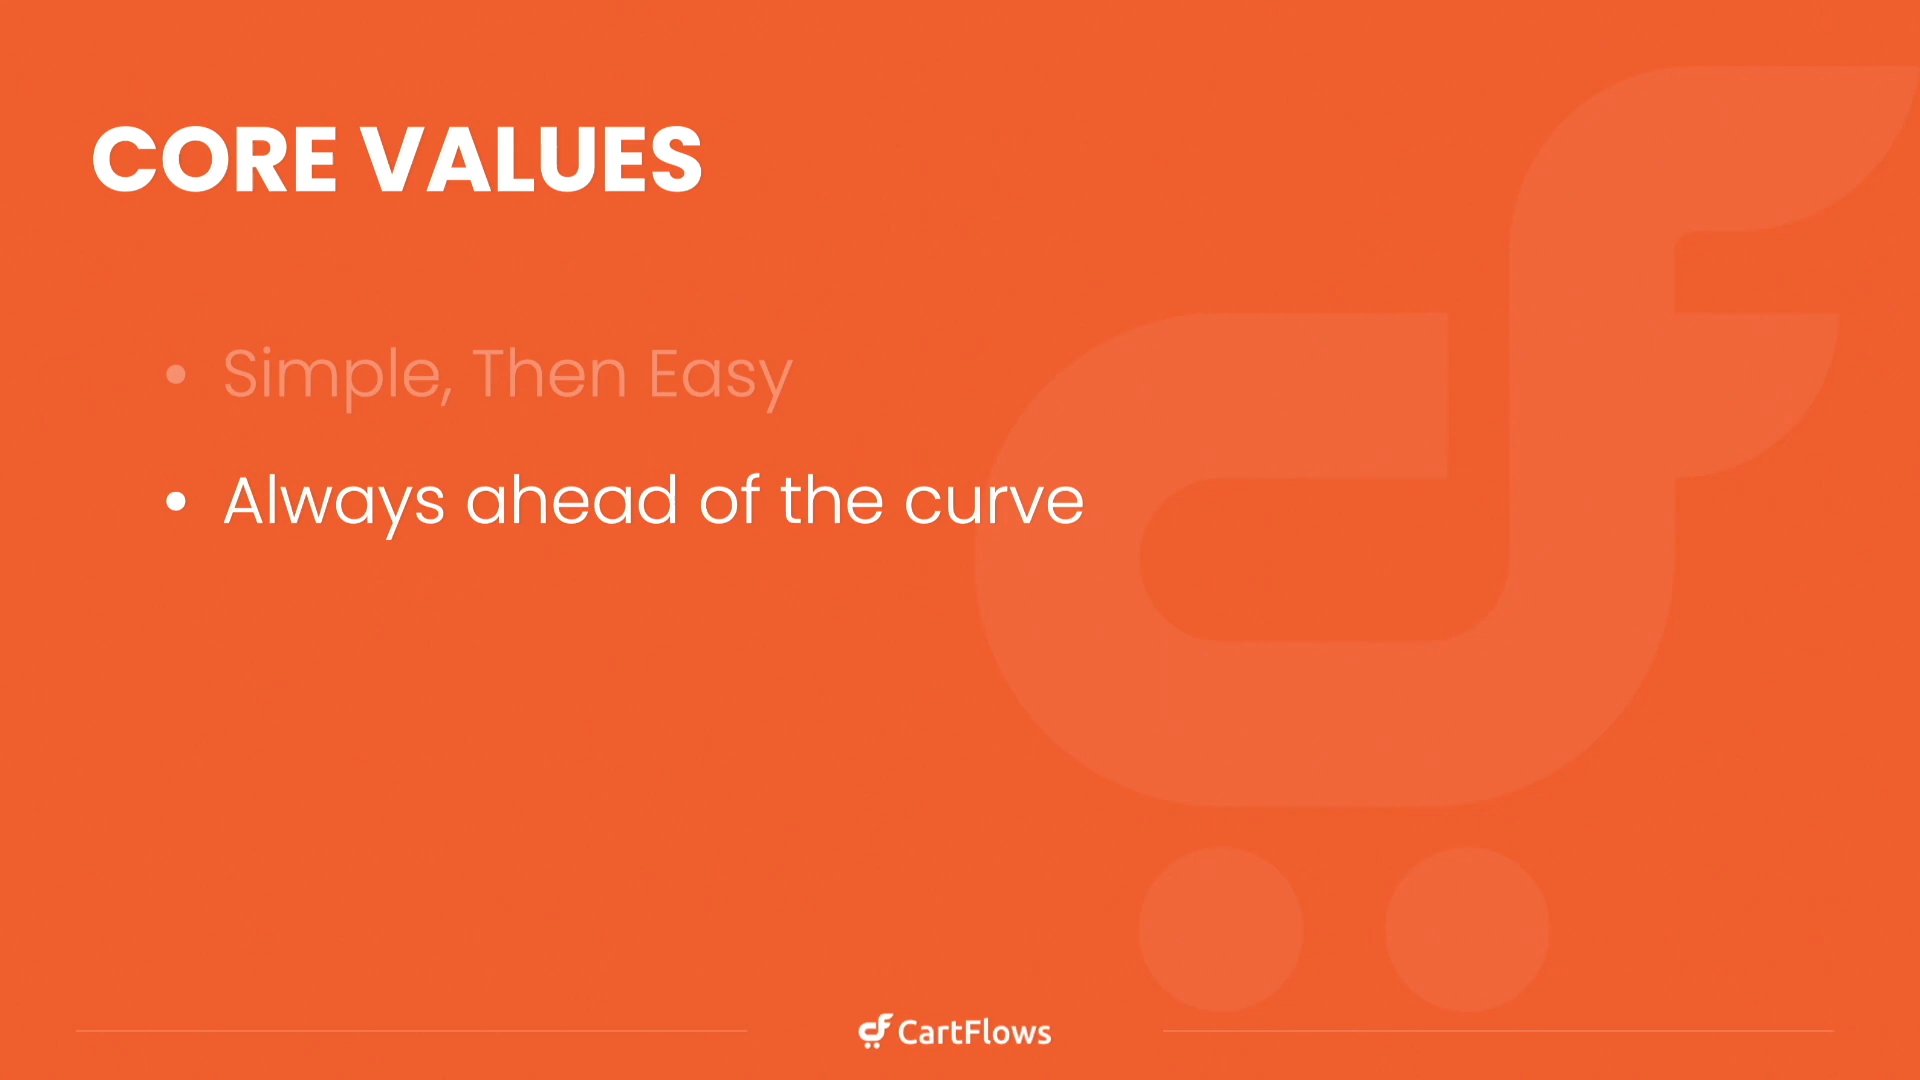 CORE VALUES
• Simple, Then Easy
• Always ahead of the curve
CartFlows